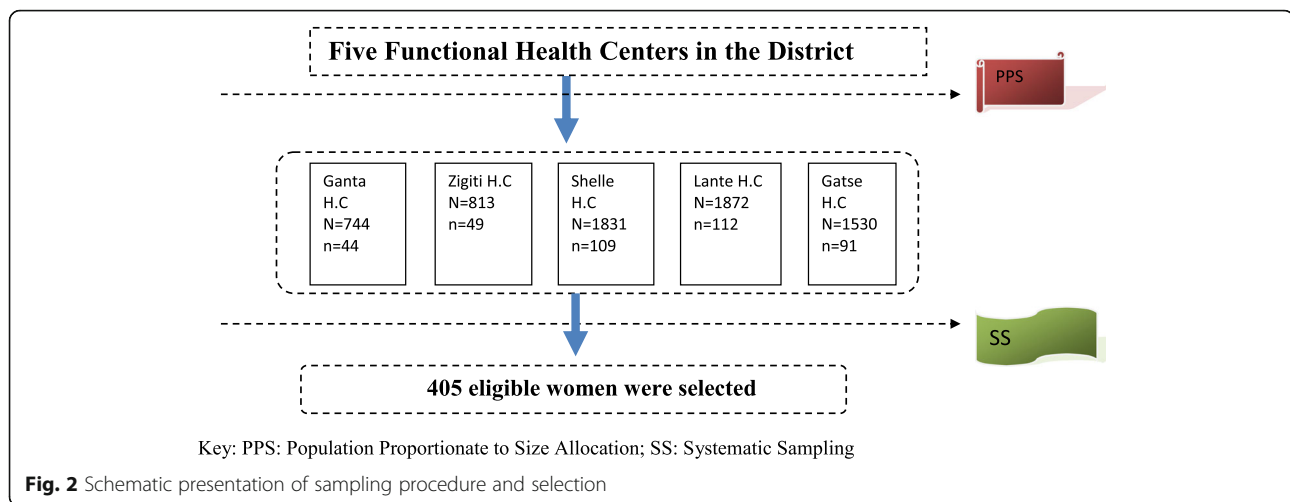 Five Functional Health Centers in the District
PPS
Ganta
H.C
N=744
n=44
Zigiti H.C
N=813
n=49
Shelle
H.C
N=1831
n=109
Lante H.C
N=1872
n=112
Gatse
H.C
N=1530
n=91
SS
405 eligible women were selected
Key: PPS: Population Proportionate to Size Allocation; SS: Systematic Sampling
Fig. 2 Schematic presentation of sampling procedure and selection